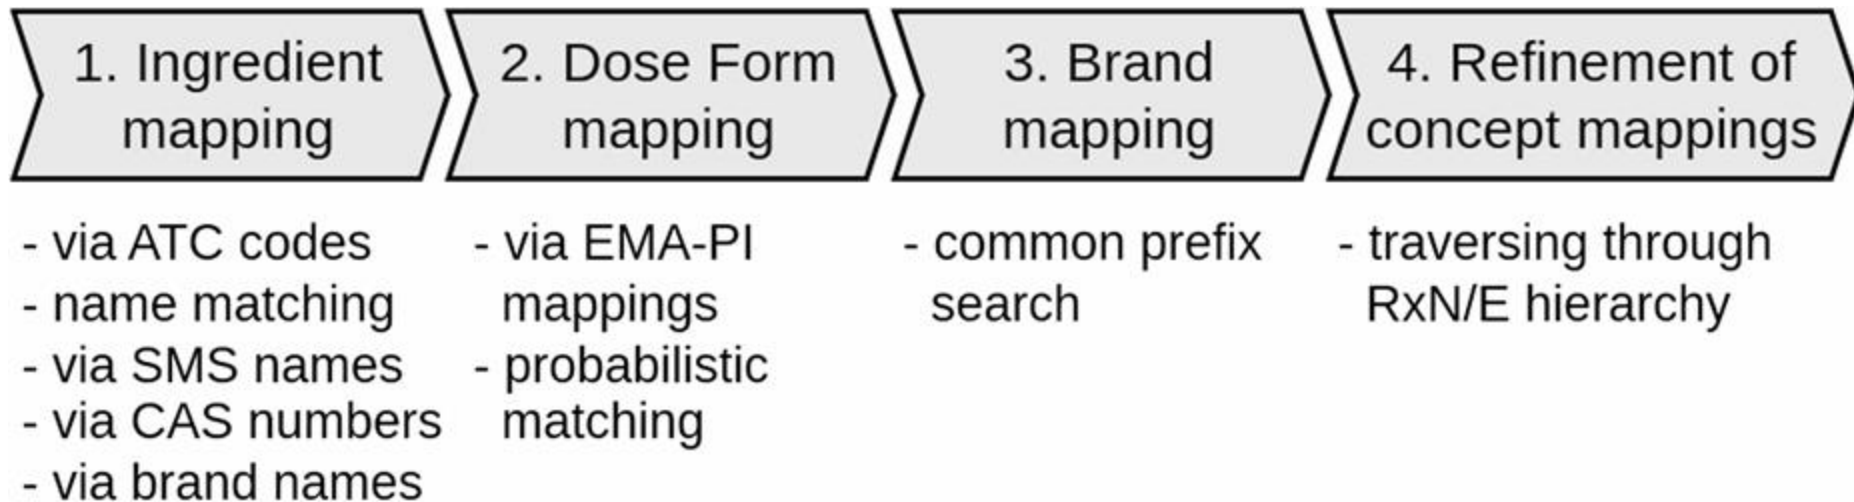 1. Ingredient
mapping
- via ATC codes
- name matching
- via SMS names
- via CAS numbers
- via brand names
2. Dose Form
mapping
- via EMA-PI
mappings
- probabilistic
matching
3. Brand
mapping
- common prefix
search
4. Refinement of
concept mappings
- traversing through
RxN/E hierarchy